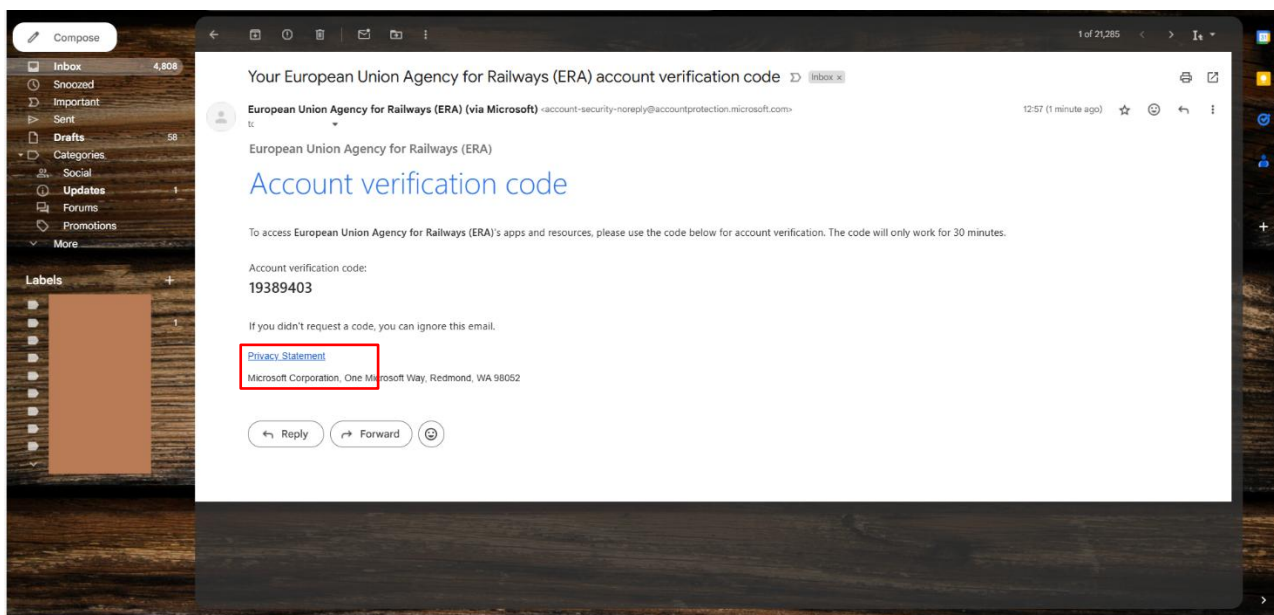 Compose
1 of 21,285
Inbox 4,808
Snoozed
Important
Sent
Drafts 58
Categories
Social
Updates 1
Forums
Promotions
More
Labels
1
Your European Union Agency for Railways (ERA) account verification code Inbox x
European Union Agency for Railways (ERA) (via Microsoft) <account-security-noreply@accountprotection.microsoft.com>
12:57 (1 minute ago)
European Union Agency for Railways (ERA)
Account verification code
To access European Union Agency for Railways (ERA)'s apps and resources, please use the code below for account verification. The code will only work for 30 minutes.
Account verification code:
19389403
If you didn't request a code, you can ignore this email.
Privacy Statement
Microsoft Corporation, One Microsoft Way, Redmond, WA 98052
Reply
Forward